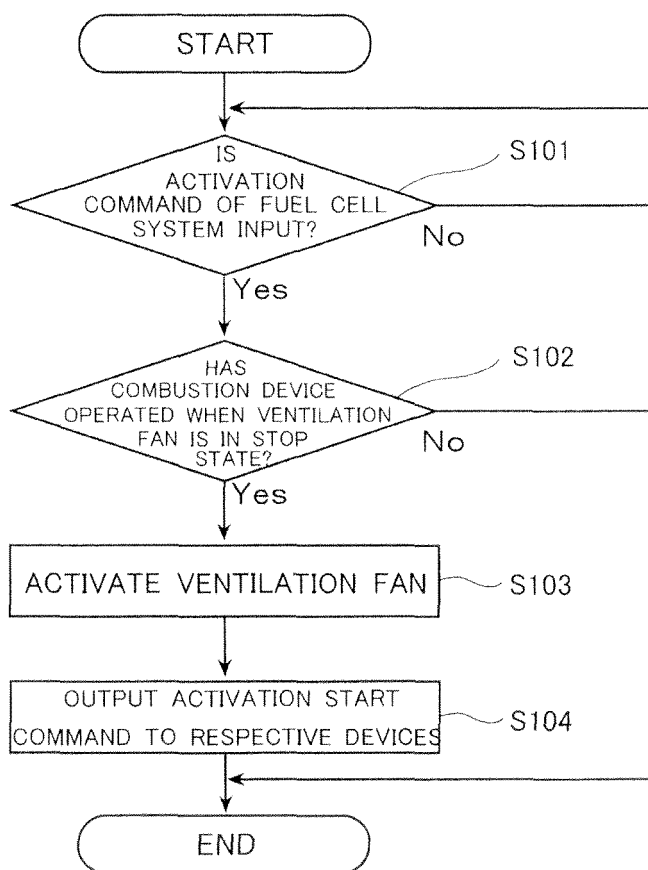 START
IS
ACTIVATION
COMMAND OF FUEL CELL
SYSTEM INPUT?
S101
No
Yes
HAS
COMBUSTION DEVICE
OPERATED WHEN VENTILATION
FAN IS IN STOP
STATE?
S102
No
Yes
ACTIVATE VENTILATION FAN
S103
OUTPUT ACTIVATION START
COMMAND TO RESPECTIVE DEVICES
S104
END